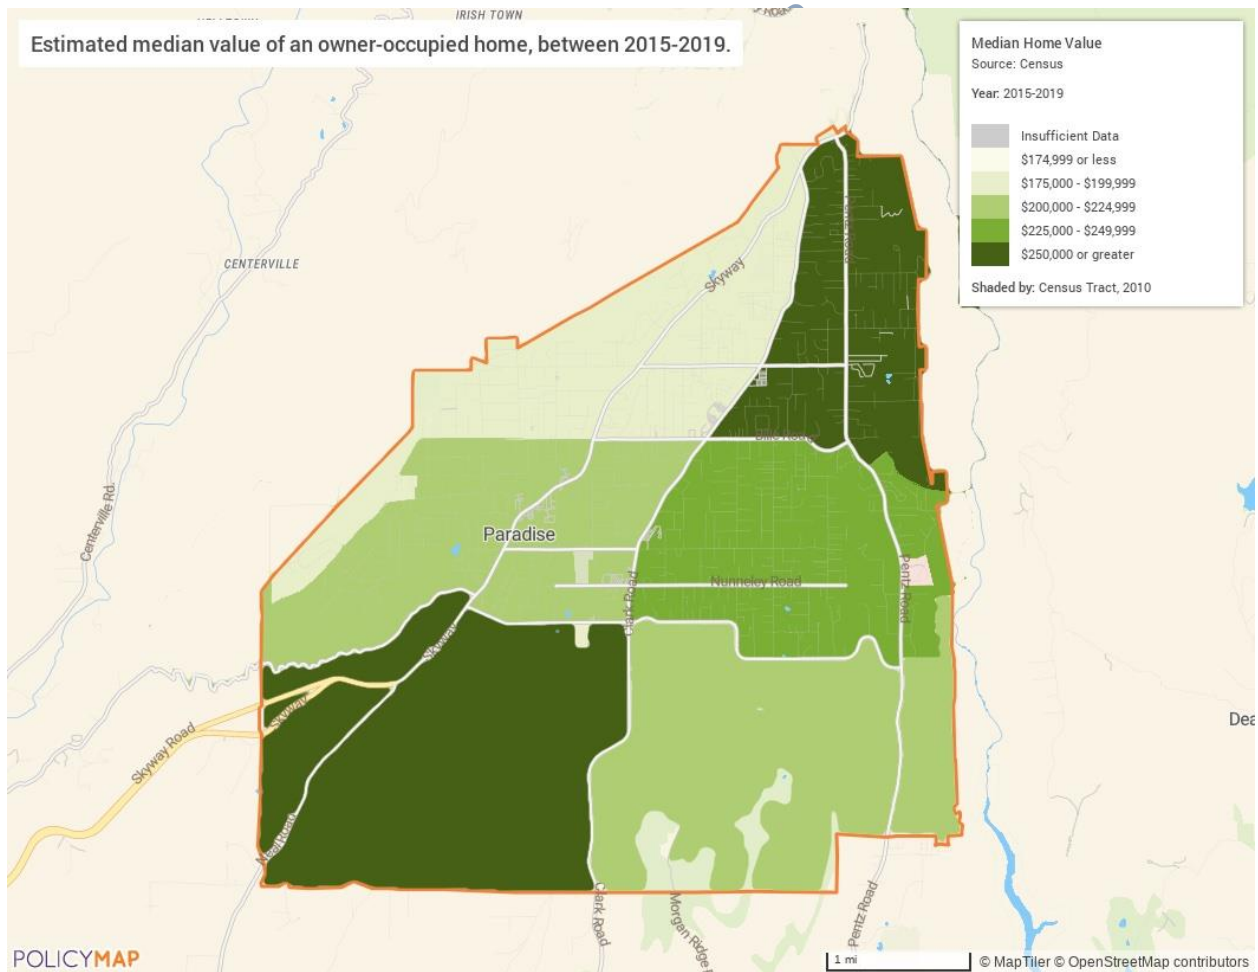 IRISH TOWN
Estimated median value of an owner-occupied home, between 2015-2019.
Median Home Value
Source: Census
Year: 2015-2019
Insufficient Data
$174,999 or less
$175,000 - $199,999
$200,000 - $224,999
$225,000 - $249,999
$250,000 or greater
Shaded by: Census Tract, 2010
CENTERVILLE
Skyway
Bille Road
Centerville Rd.
Paradise
Nunneley Road
Pentz Road
Clark Road
Skyway
Skyway
Skyway Road
Dea
Neal Road
Clark Road
Morgan Ridge
Pentz Road
POLICYMAP
1 mi
© MapTiler © OpenStreetMap contributors